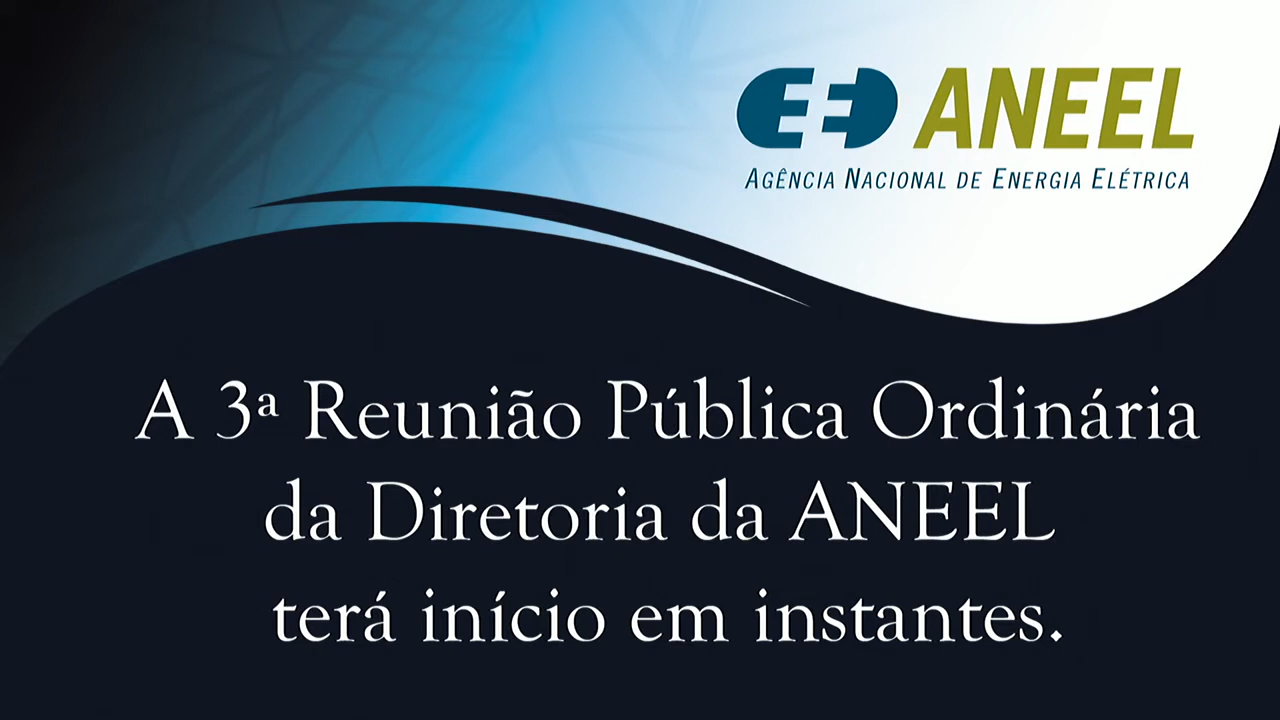 ANEEL
AGÊNCIA NACIONAL DE ENERGIA ELÉTRICA
A 3ª Reunião Pública Ordinária
da Diretoria da ANEEL
terá início em instantes.